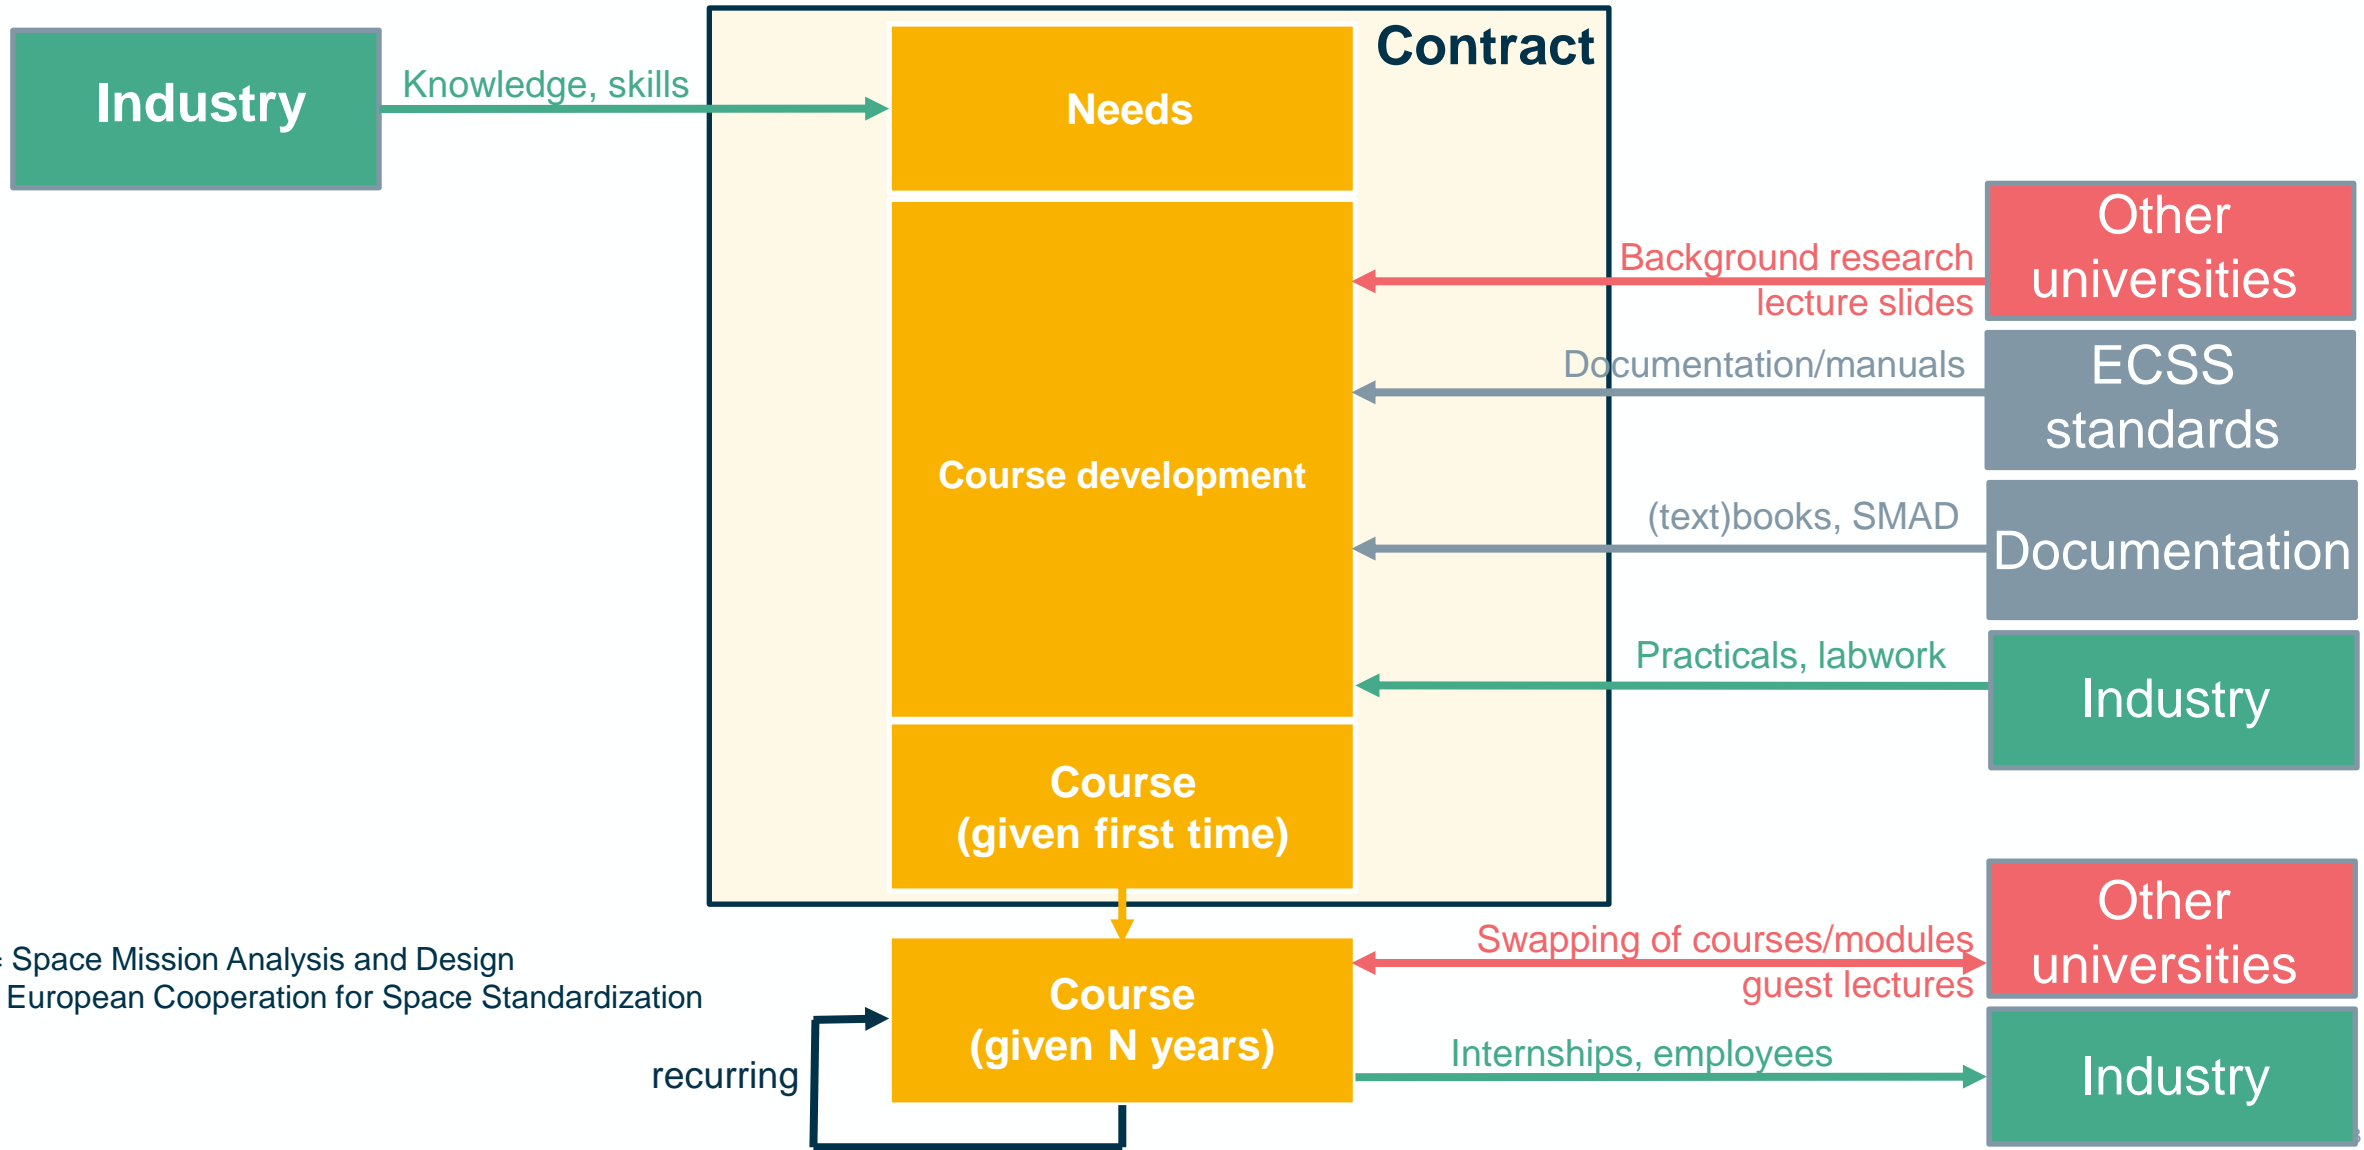 Contract
Industry
Knowledge, skills
Needs
Other
universities
Background research
lecture slides
ECSS
standards
Documentation/manuals
Course development
(text)books, SMAD
Documentation
Practicals, labwork
Industry
Course
(given first time)
Other
universities
Swapping of courses/modules
guest lectures
= Space Mission Analysis and Design
European Cooperation for Space Standardization
Course
(given N years)
recurring
Internships, employees
Industry